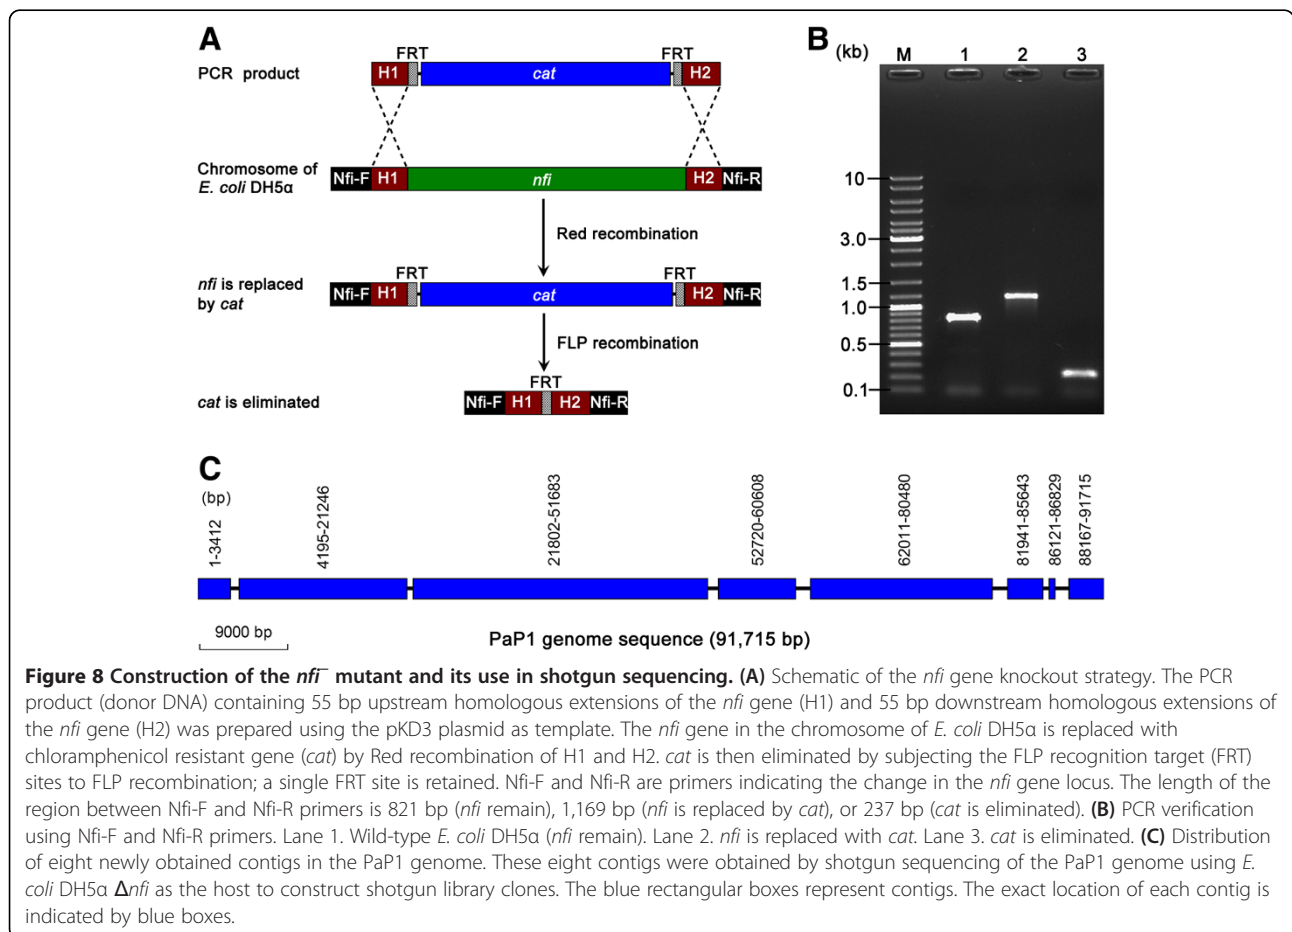 A
FRT FRT
PCR product H1 cat H2
Chromosome of
E. coli DH5α
Nfi-F H1 nfi H2 Nfi-R
Red recombination
FRT FRT
nfi is replaced
by cat
Nfi-F H1 cat H2 Nfi-R
FLP recombination
FRT
cat is eliminated Nfi-F H1 H2 Nfi-R
B
(kb) M 1 2 3
10
3.0
1.5
1.0
0.5
0.1
C
(bp)
1-3412
4195-21246
21802-51683
52720-60608
62011-80480
81941-85643
86121-86829
88167-91715
9000 bp
PaP1 genome sequence (91,715 bp)
Figure 8 Construction of the nfi⁻ mutant and its use in shotgun sequencing. (A) Schematic of the nfi gene knockout strategy. The PCR
product (donor DNA) containing 55 bp upstream homologous extensions of the nfi gene (H1) and 55 bp downstream homologous extensions of
the nfi gene (H2) was prepared using the pKD3 plasmid as template. The nfi gene in the chromosome of E. coli DH5α is replaced with
chloramphenicol resistant gene (cat) by Red recombination of H1 and H2. cat is then eliminated by subjecting the FLP recognition target (FRT)
sites to FLP recombination; a single FRT site is retained. Nfi-F and Nfi-R are primers indicating the change in the nfi gene locus. The length of the
region between Nfi-F and Nfi-R primers is 821 bp (nfi remain), 1,169 bp (nfi is replaced by cat), or 237 bp (cat is eliminated). (B) PCR verification
using Nfi-F and Nfi-R primers. Lane 1. Wild-type E. coli DH5α (nfi remain). Lane 2. nfi is replaced with cat. Lane 3. cat is eliminated. (C) Distribution
of eight newly obtained contigs in the PaP1 genome. These eight contigs were obtained by shotgun sequencing of the PaP1 genome using E.
coli DH5α Δnfi as the host to construct shotgun library clones. The blue rectangular boxes represent contigs. The exact location of each contig is
indicated by blue boxes.